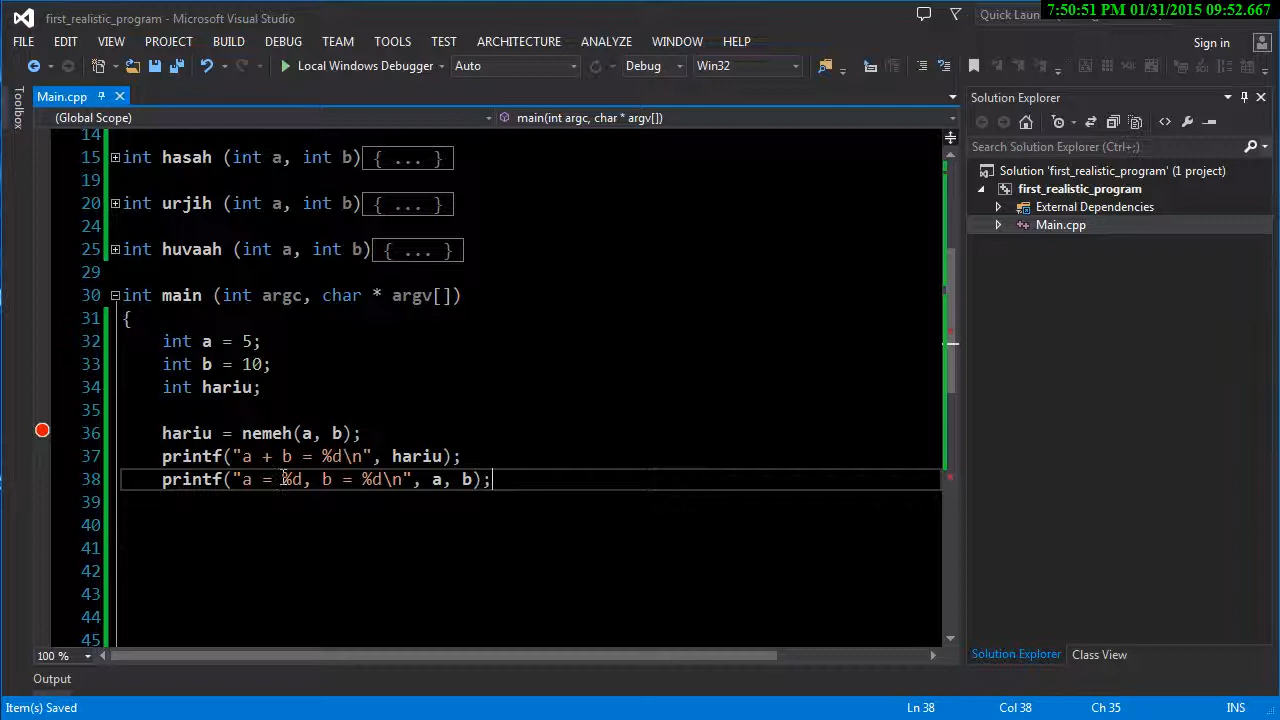 7:50:51 PM 01/31/2015 09:52.667
first_realistic_program - Microsoft Visual Studio
Quick Laun
FILE EDIT VIEW PROJECT BUILD DEBUG TEAM TOOLS TEST ARCHITECTURE ANALYZE WINDOW HELP
Sign in
Local Windows Debugger Auto Debug Win32
Toolbox
Main.cpp
(Global Scope) main(int argc, char * argv[])
14
15 int hasah (int a, int b){ ... }
19
20 int urjih (int a, int b){ ... }
24
25 int huvaah (int a, int b){ ... }
29
30 int main (int argc, char * argv[])
31 {
32 int a = 5;
33 int b = 10;
34 int hariu;
35
36 hariu = nemeh(a, b);
37 printf("a + b = %d\n", hariu);
38 printf("a = %d, b = %d\n", a, b);
39
40
41
42
43
44
45
100 %
Solution Explorer
Search Solution Explorer (Ctrl+;)
Solution 'first_realistic_program' (1 project)
first_realistic_program
External Dependencies
Main.cpp
Solution Explorer Class View
Output
Item(s) Saved Ln 38 Col 38 Ch 35 INS